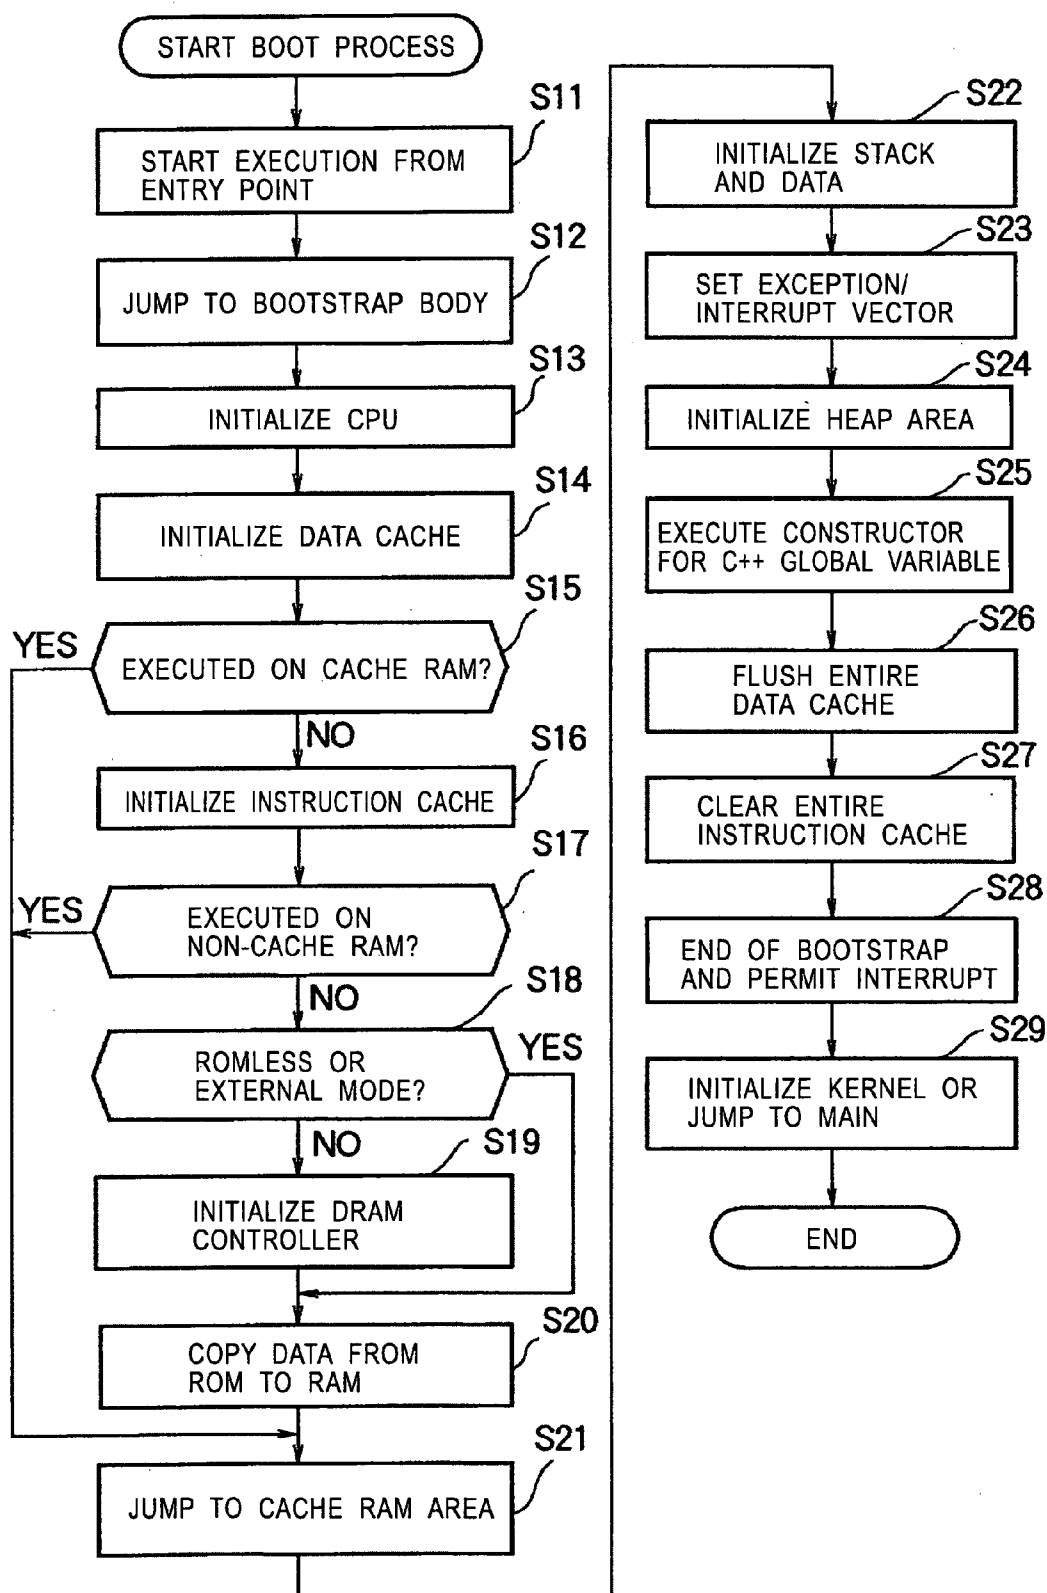 START BOOT PROCESS
S11
START EXECUTION FROM
ENTRY POINT
S12
JUMP TO BOOTSTRAP BODY
S13
INITIALIZE CPU
S14
INITIALIZE DATA CACHE
S15
YES
EXECUTED ON CACHE RAM?
NO
S16
INITIALIZE INSTRUCTION CACHE
S17
YES
EXECUTED ON
NON-CACHE RAM?
NO
S18
ROMLESS OR
EXTERNAL MODE?
YES
NO
S19
INITIALIZE DRAM
CONTROLLER
S20
COPY DATA FROM
ROM TO RAM
S21
JUMP TO CACHE RAM AREA
S22
INITIALIZE STACK
AND DATA
S23
SET EXCEPTION/
INTERRUPT VECTOR
S24
INITIALIZE HEAP AREA
S25
EXECUTE CONSTRUCTOR
FOR C++ GLOBAL VARIABLE
S26
FLUSH ENTIRE
DATA CACHE
S27
CLEAR ENTIRE
INSTRUCTION CACHE
S28
END OF BOOTSTRAP
AND PERMIT INTERRUPT
S29
INITIALIZE KERNEL OR
JUMP TO MAIN
END